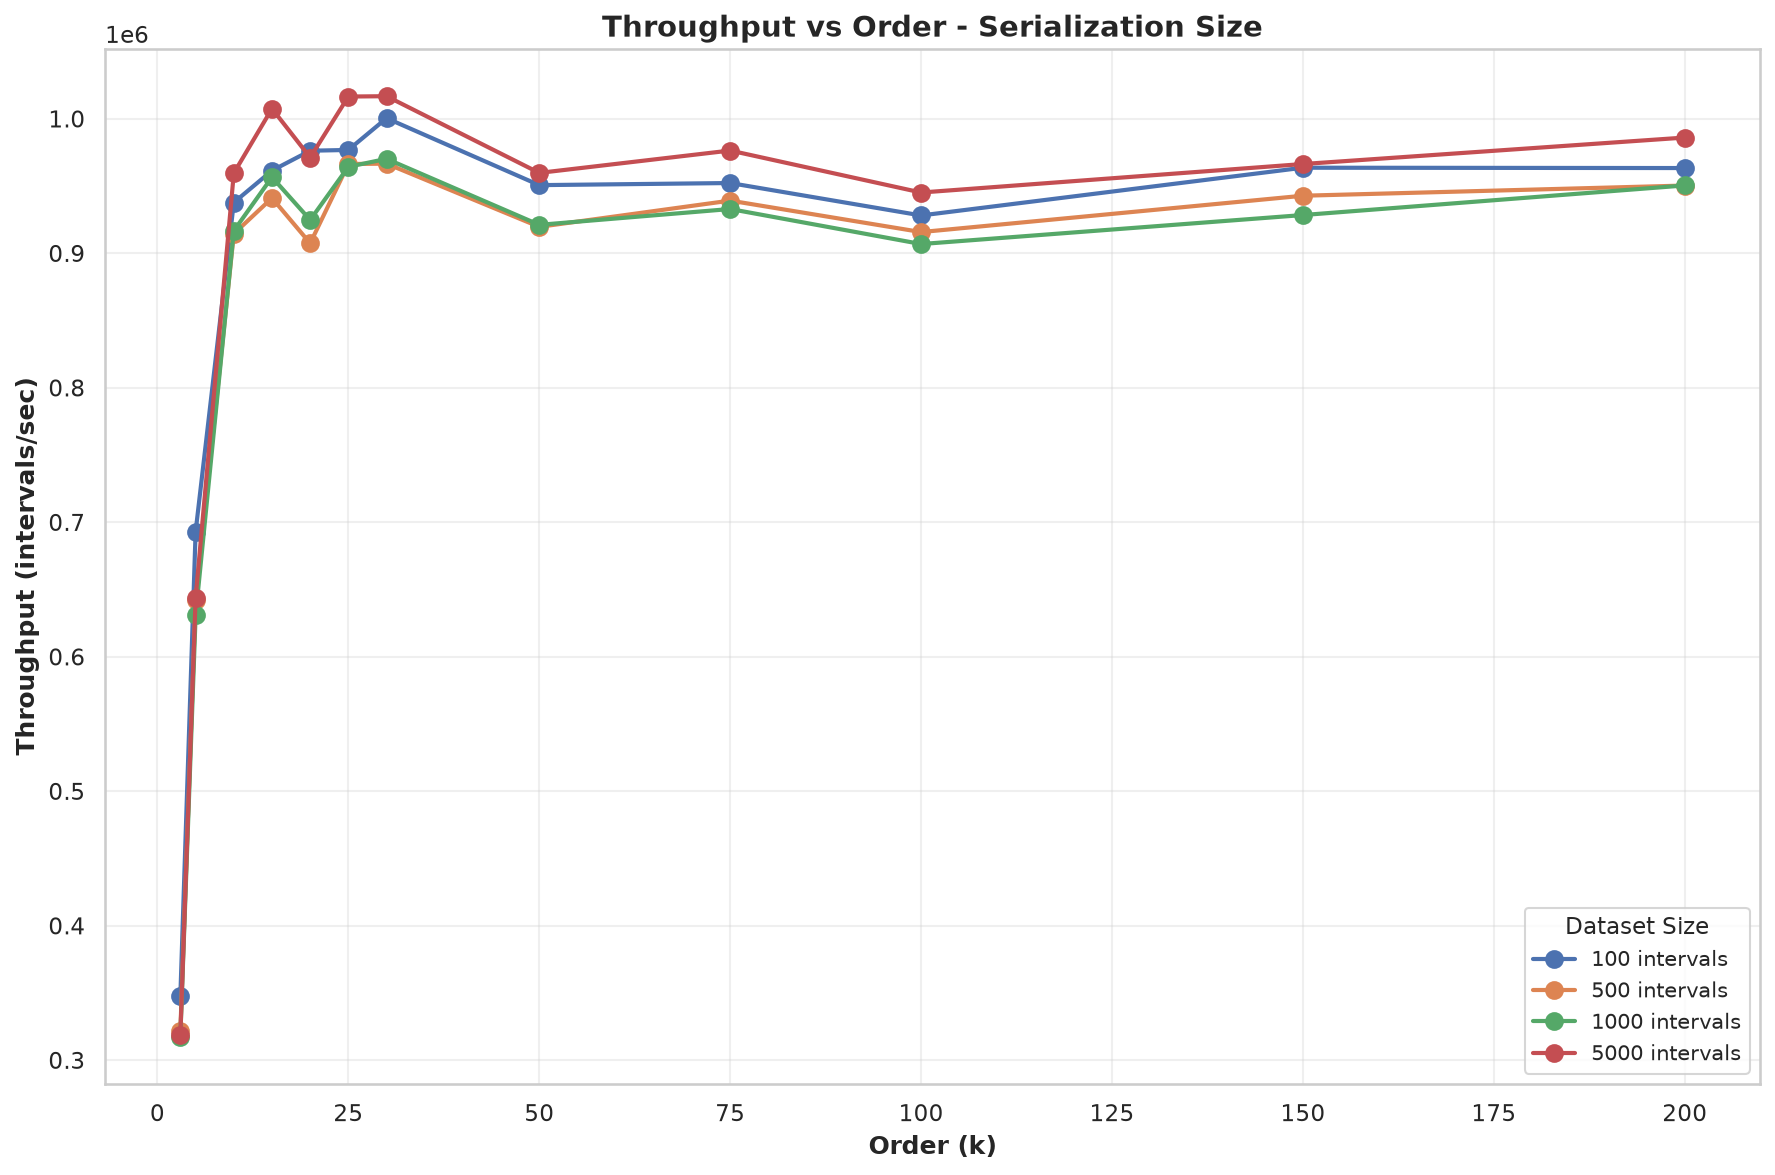 Throughput vs Order - Serialization Size
1e6
1.0
0.9
0.8
0.7
0.6
0.5
0.4
0.3
Throughput (intervals/sec)
0 25 50 75 100 125 150 175 200
Order (k)
Dataset Size
100 intervals
500 intervals
1000 intervals
5000 intervals